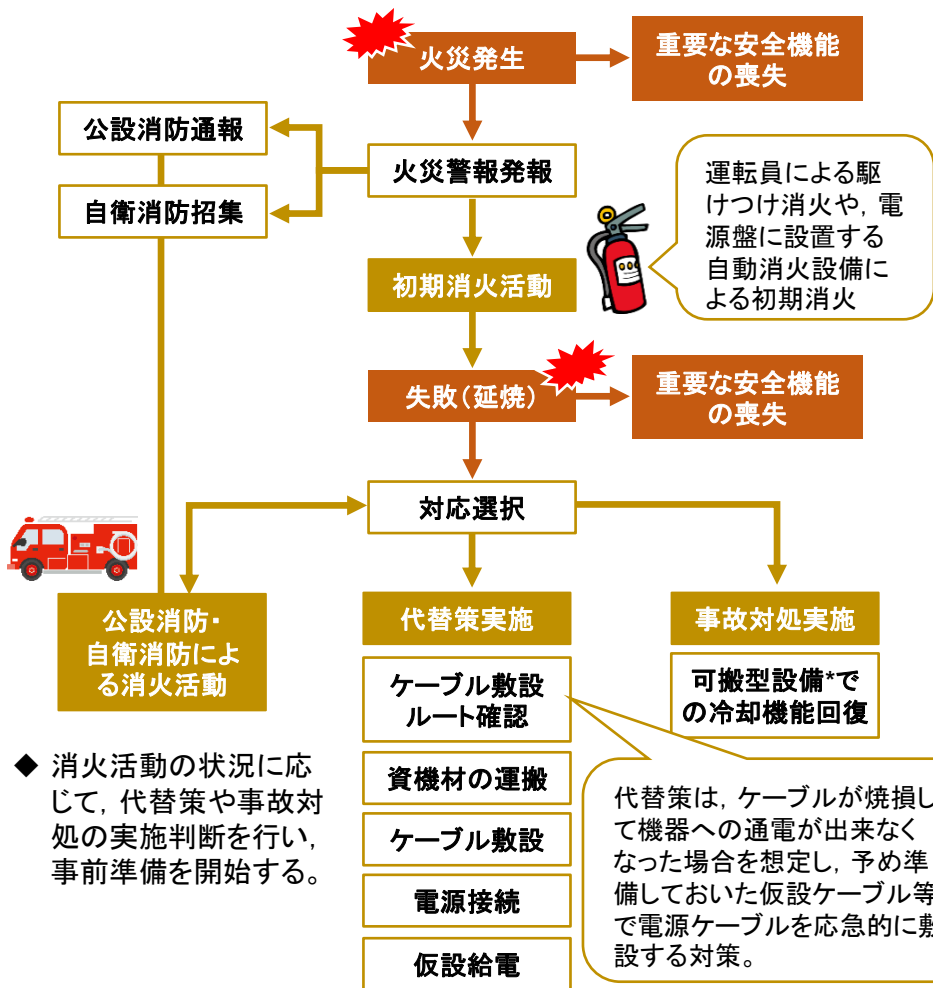 火災発生
重要な安全機能
の喪失
公設消防通報
火災警報発報
自衛消防招集
運転員による駆
けつけ消火や，電
源盤に設置する
自動消火設備に
よる初期消火
初期消火活動
失敗（延焼）
重要な安全機能
の喪失
対応選択
公設消防・
自衛消防によ
る消火活動
代替策実施
事故対処実施
ケーブル敷設
ルート確認
可搬型設備*で
の冷却機能回復
資機材の運搬
ケーブル敷設
電源接続
仮設給電
◆ 消火活動の状況に応
じて，代替策や事故対
処の実施判断を行い，
事前準備を開始する。
代替策は，ケーブルが焼損し
て機器への通電が出来なく
なった場合を想定し，予め準
備しておいた仮設ケーブル等
で電源ケーブルを応急的に敷
設する対策。